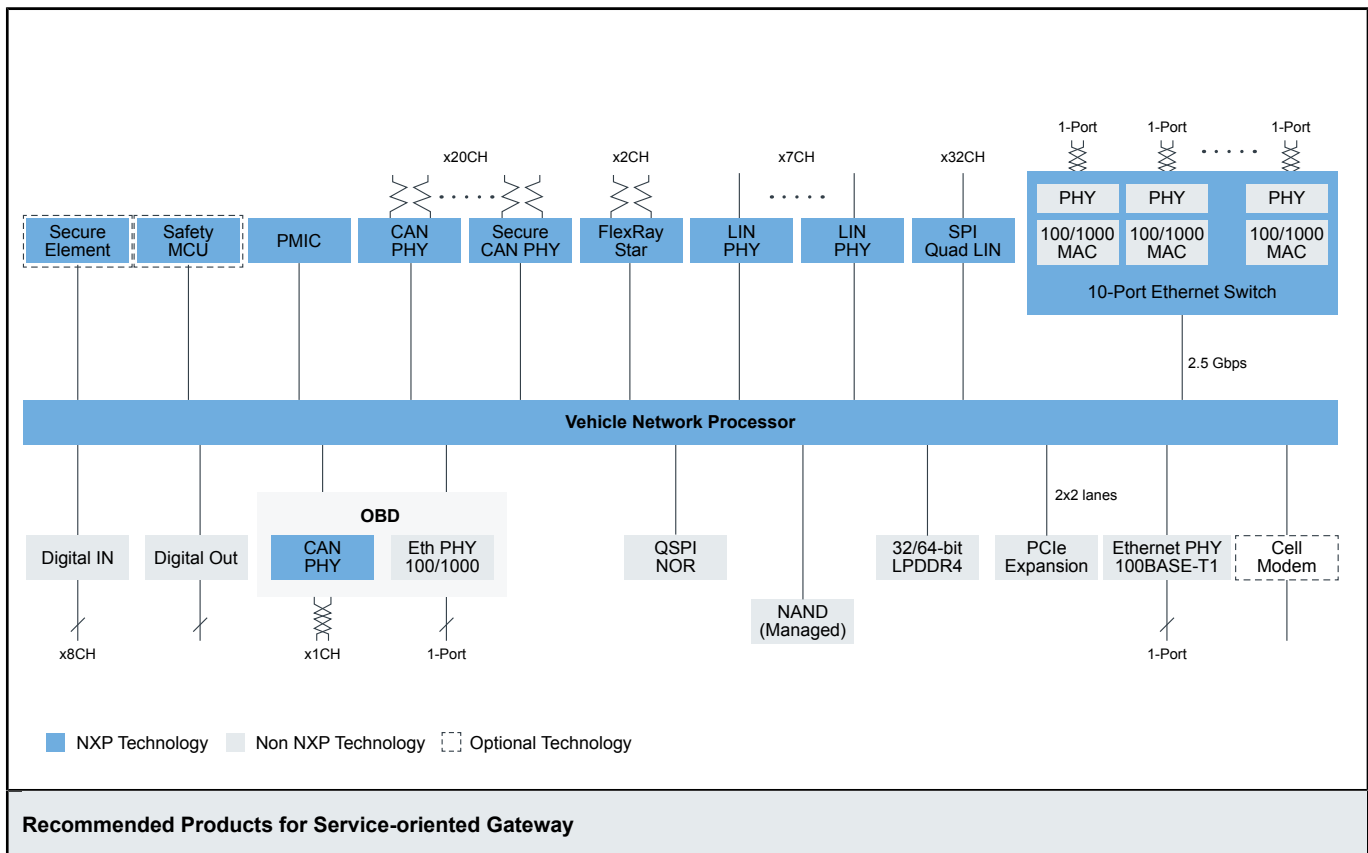 1-Port
1-Port
1-Port
x20CH
x2CH
x7CH
x32CH
Secure
Element
Safety
MCU
PMIC
CAN
PHY
Secure
CAN PHY
FlexRay
Star
LIN
PHY
LIN
PHY
SPI
Quad LIN
PHY
PHY
PHY
100/1000
MAC
100/1000
MAC
100/1000
MAC
10-Port Ethernet Switch
2.5 Gbps
Vehicle Network Processor
2x2 lanes
OBD
Digital IN
Digital Out
CAN
PHY
Eth PHY
100/1000
QSPI
NOR
NAND
(Managed)
32/64-bit
LPDDR4
PCIe
Expansion
Ethernet PHY
100BASE-T1
Cell
Modem
x8CH
x1CH
1-Port
1-Port
NXP Technology
Non NXP Technology
Optional Technology
Recommended Products for Service-oriented Gateway